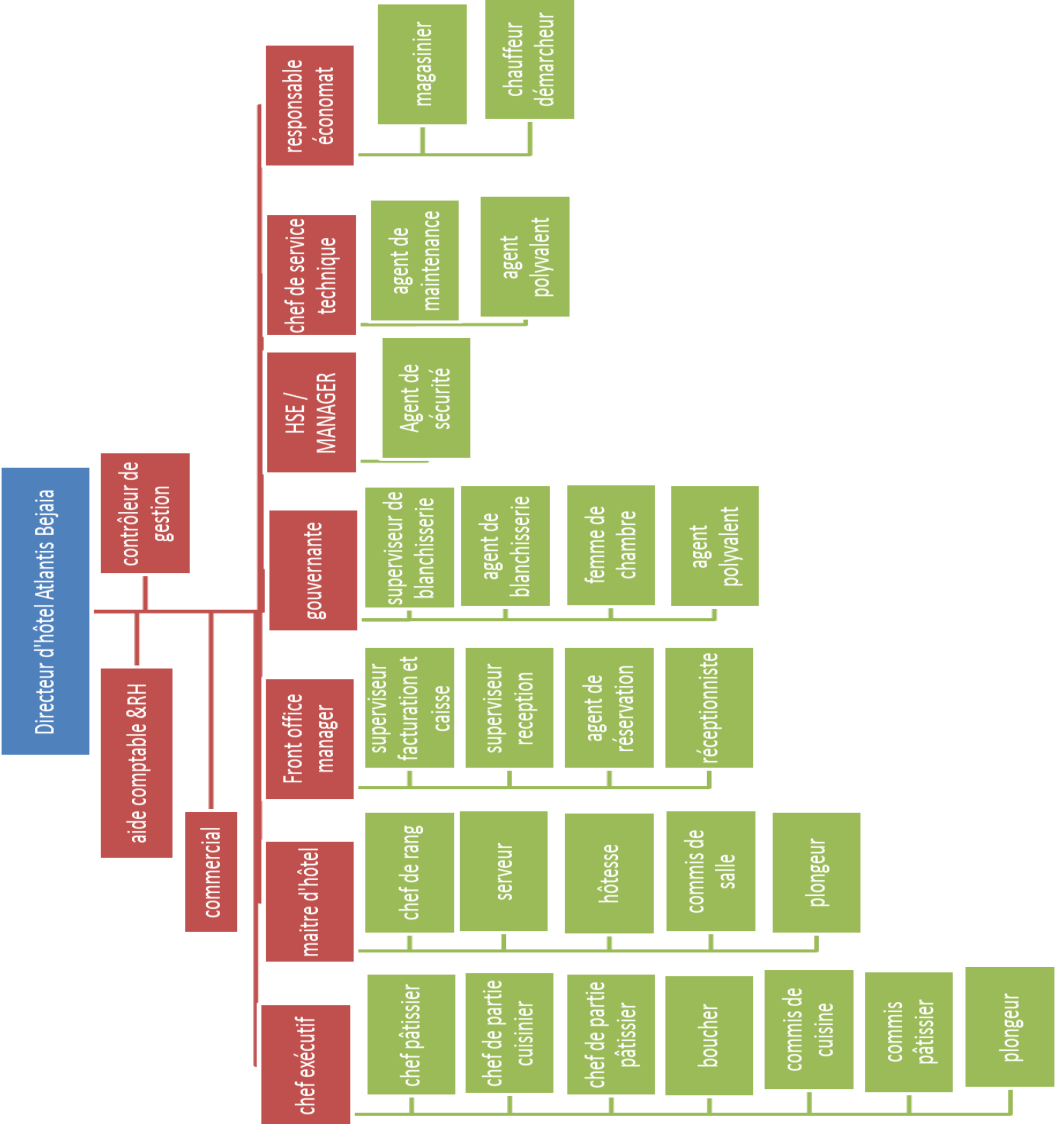 Directeur d'hôtel Atlantis Bejaia
contrôleur de
gestion
aide comptable &RH
commercial
chef exécutif
chef pâtissier
chef de partie
cuisinier
chef de partie
pâtissier
boucher
commis de
cuisine
commis
pâtissier
plongeur
maitre d'hôtel
chef de rang
serveur
hôtesse
commis de
salle
plongeur
Front office
manager
superviseur
facturation et
caisse
superviseur
reception
agent de
réservation
réceptionniste
gouvernante
superviseur de
blanchisserie
agent de
blanchisserie
femme de
chambre
agent
polyvalent
HSE /
MANAGER
Agent de
sécurité
chef de service
technique
agent de
maintenance
agent
polyvalent
responsable
économat
magasinier
chauffeur
démarcheur